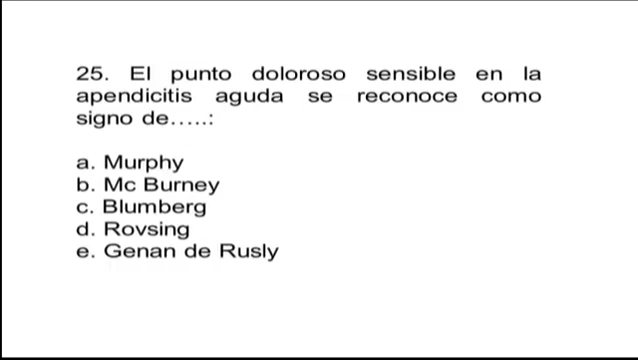 25. El punto doloroso sensible en la
apendicitis aguda se reconoce como
signo de.....:
a. Murphy
b. Mc Burney
c. Blumberg
d. Rovsing
e. Genan de Rusly